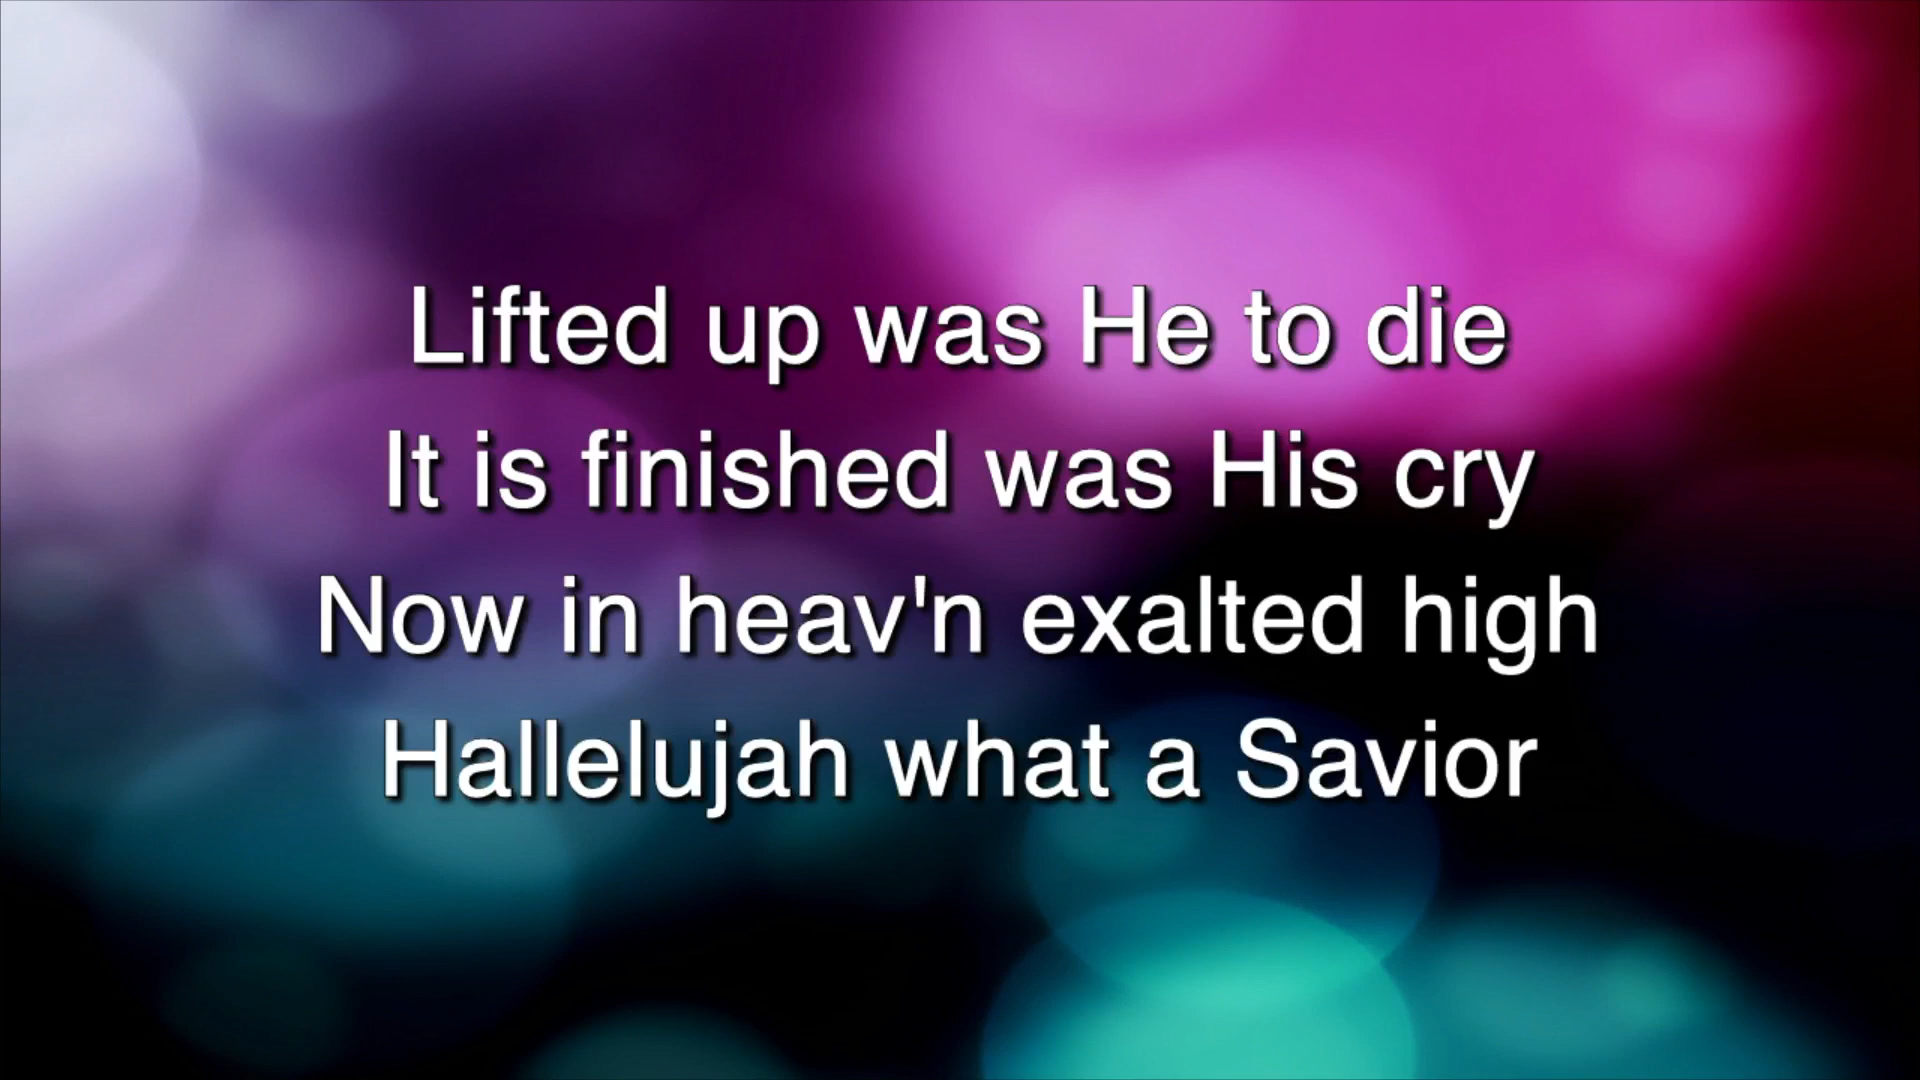 Lifted up was He to die
It is finished was His cry
Now in heav'n exalted high
Hallelujah what a Savior